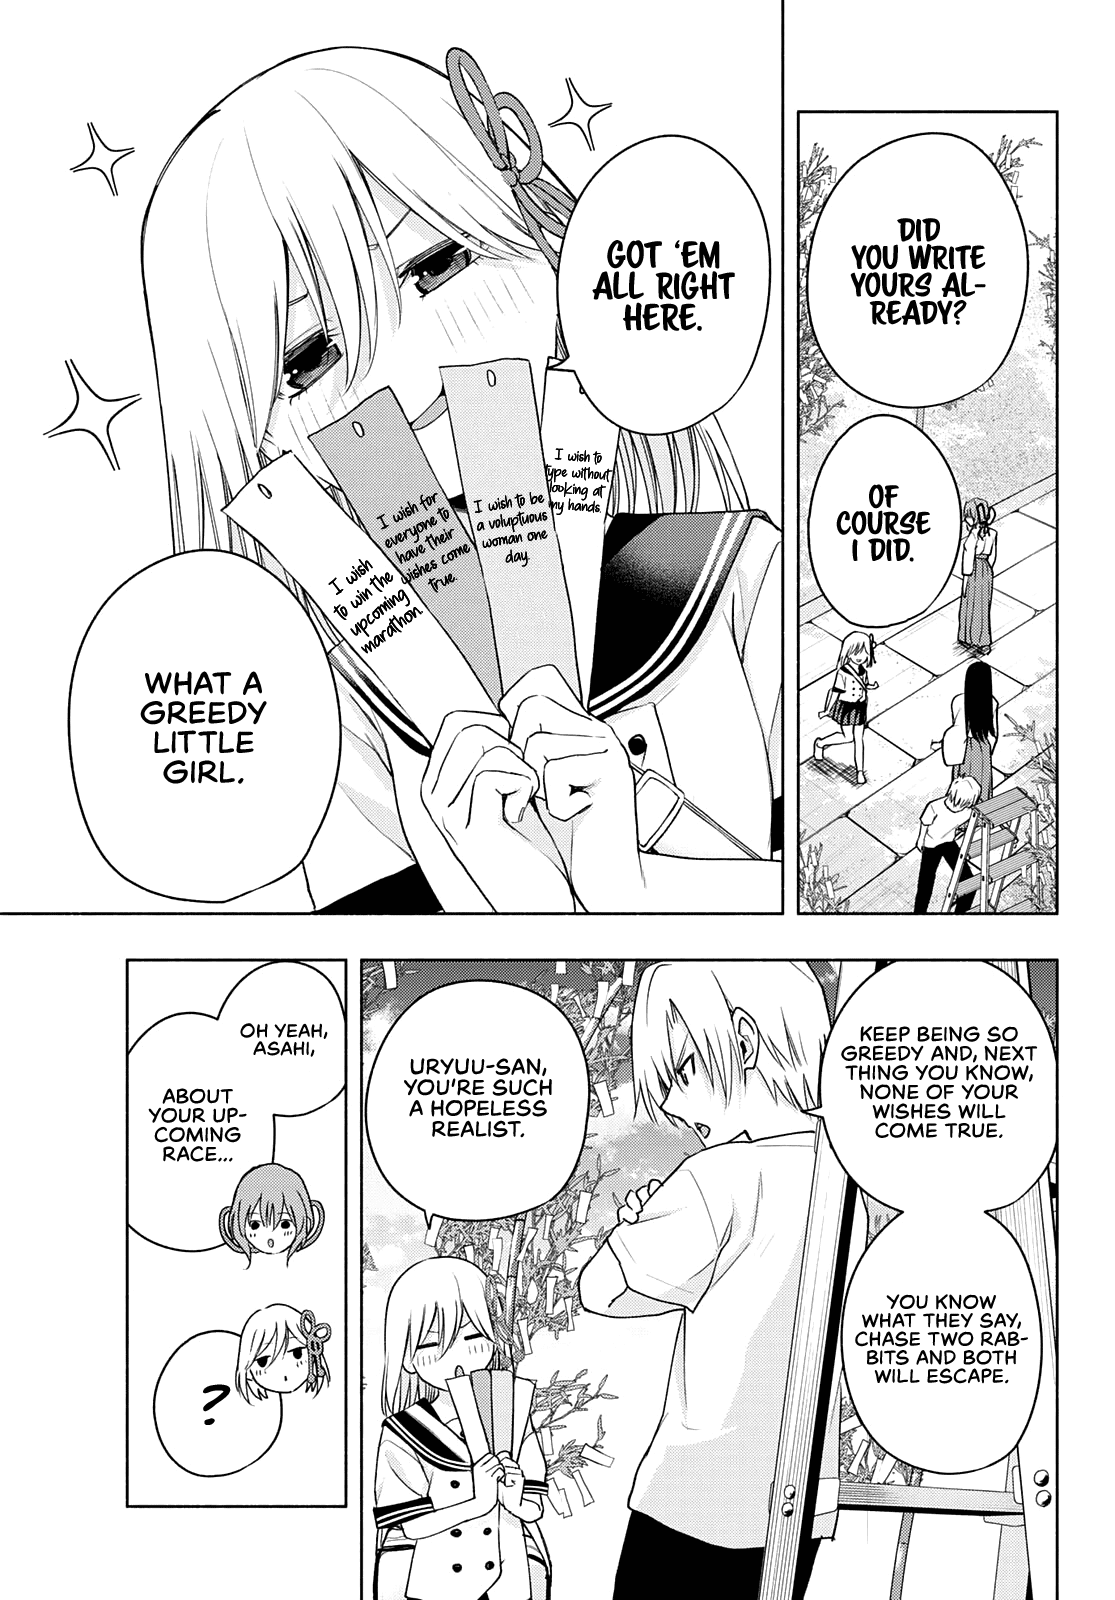 DID
YOU WRITE
YOURS AL-
READY?
OF
COURSE
I DID.
GOT ‘EM
ALL RIGHT
HERE.
I wish to
type without
looking at
my hands.
I wish to be
a voluptuous
woman one
day.
I wish for
everyone to
have their
wishes come
true.
I wish
to win the
upcoming
marathon.
WHAT A
GREEDY
LITTLE
GIRL.
KEEP BEING SO
GREEDY AND, NEXT
THING YOU KNOW,
NONE OF YOUR
WISHES WILL
COME TRUE.
YOU KNOW
WHAT THEY SAY,
CHASE TWO RAB-
BITS AND BOTH
WILL ESCAPE.
URYUU-SAN,
YOU'RE SUCH
A HOPELESS
REALIST.
OH YEAH,
ASAHI,
ABOUT
YOUR UP-
COMING
RACE...
?